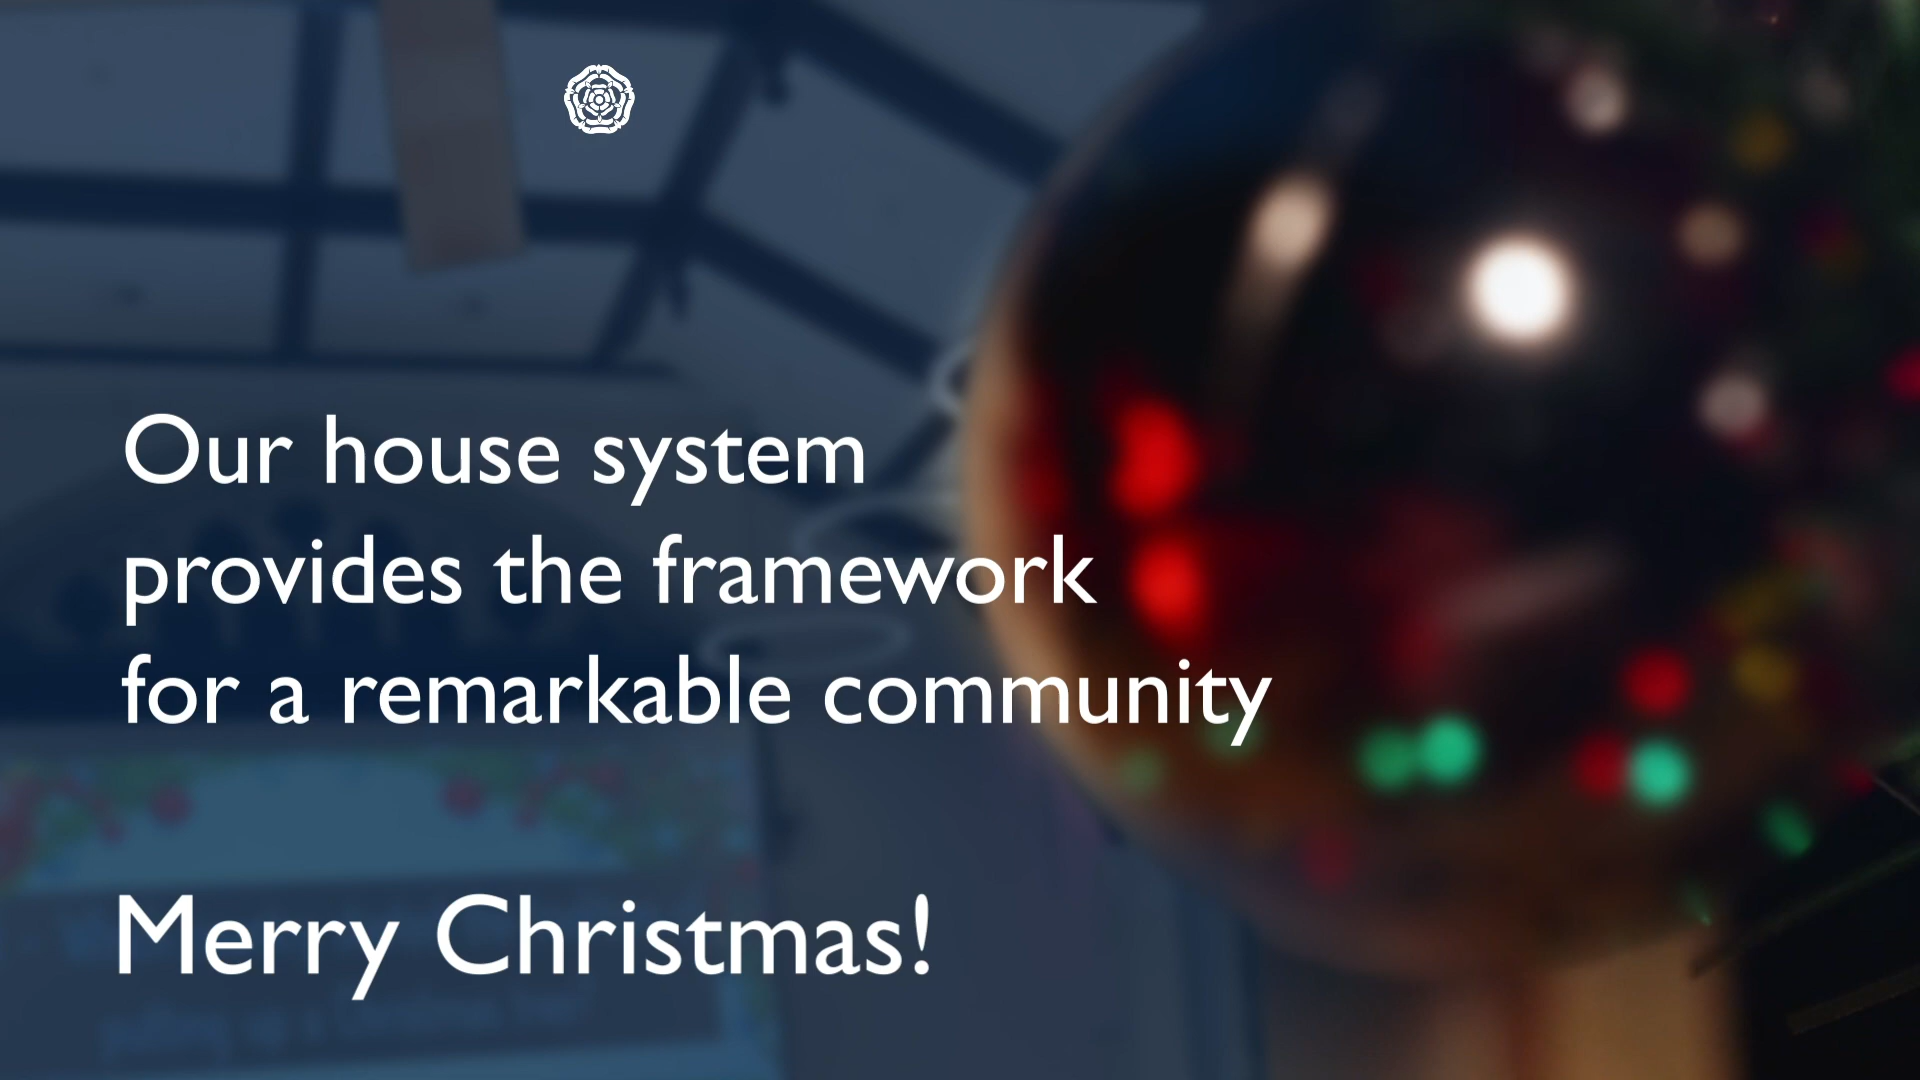 Our house system
provides the framework
for a remarkable community
Merry Christmas!